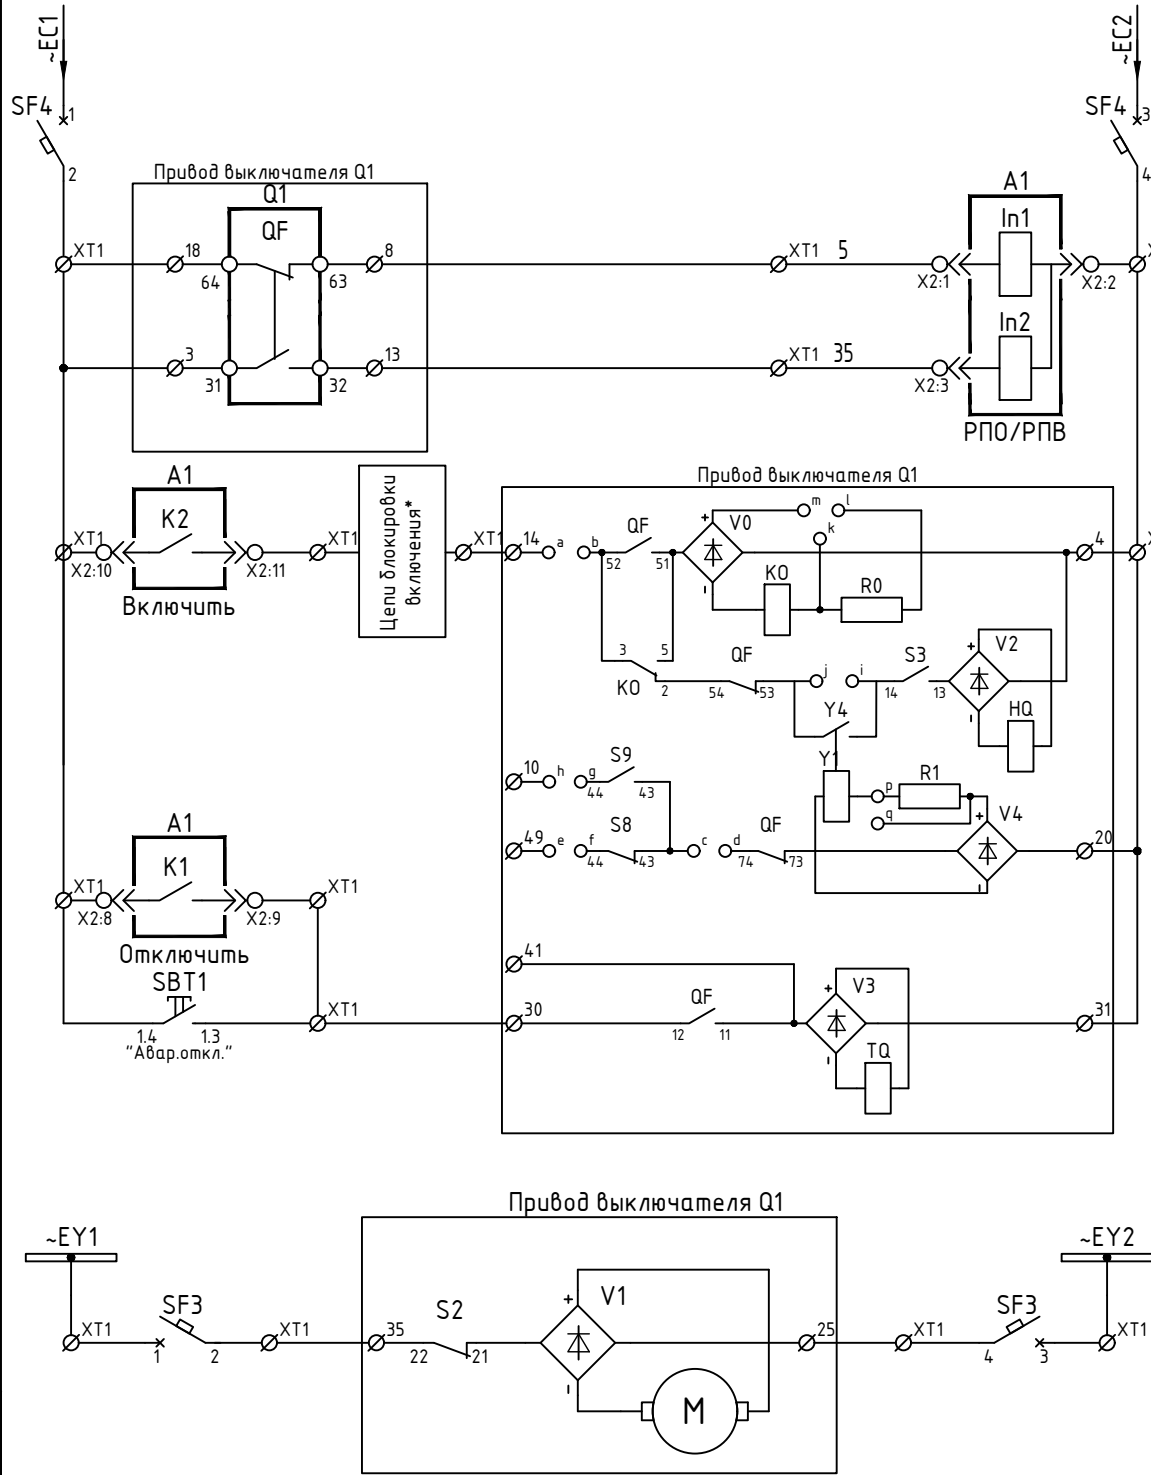 ~EC1
~EC2
SF4
1
2
SF4
3
4
Привод выключателя Q1
Q1
QF
XT1
18
64
63
8
XT1
5
X2:1
A1
In1
X2:2
3
31
32
13
XT1
35
X2:3
In2
РПО/РПВ
A1
K2
XT1
X2:10
X2:11
XT1
Включить
Цепи блокировки
включения*
XT1
Привод выключателя Q1
14
a
b
QF
52
51
+
V0
-
m
l
k
K0
R0
4
3
5
K0
2
QF
54
53
j
i
Y4
S3
14
13
+
V2
-
HQ
10
h
g
S9
44
43
Y1
p
R1
q
+
V4
-
49
e
f
S8
44
43
c
d
QF
74
73
20
A1
K1
XT1
X2:8
X2:9
XT1
Отключить
SBT1
1.4
1.3
"Авар.откл."
XT1
41
30
QF
12
11
+
V3
-
TQ
31
Привод выключателя Q1
~EY1
XT1
SF3
1
2
XT1
35
S2
22
21
+
V1
-
M
25
XT1
SF3
4
3
~EY2
XT1